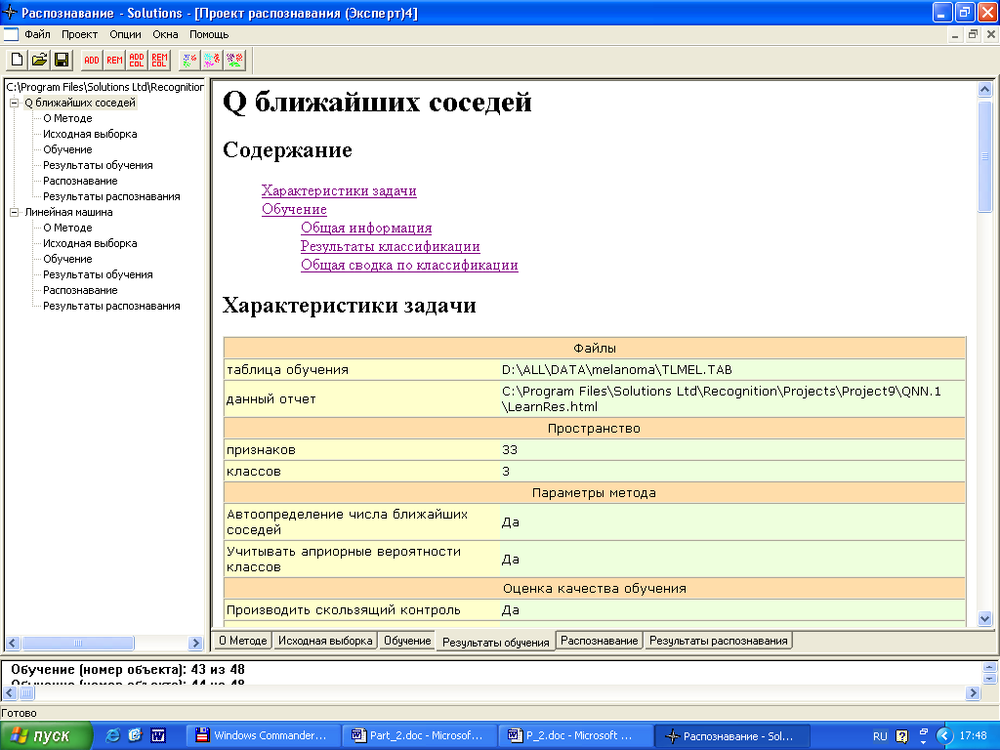 Распознавание - Solutions - [Проект распознавания (Эксперт)4]
Файл Проект Опции Окна Помощь
ADD REM ADD COL REM COL
C:\Program Files\Solutions Ltd\Recognition
Q ближайших соседей
О Методе
Исходная выборка
Обучение
Результаты обучения
Распознавание
Результаты распознавания
Линейная машина
О Методе
Исходная выборка
Обучение
Результаты обучения
Распознавание
Результаты распознавания
Q ближайших соседей
Содержание
Характеристики задачи
Обучение
Общая информация
Результаты классификации
Общая сводка по классификации
Характеристики задачи
Файлы
таблица обучения D:\ALL\DATA\melanoma\TLMEL.TAB
данный отчет C:\Program Files\Solutions Ltd\Recognition\Projects\Project9\QNN.1
\LearnRes.html
Пространство
признаков 33
классов 3
Параметры метода
Автоопределение числа ближайших
соседей Да
Учитывать априорные вероятности
классов Да
Оценка качества обучения
Производить скользящий контроль Да
О Методе Исходная выборка Обучение Результаты обучения Распознавание Результаты распознавания
Обучение (номер объекта): 43 из 48
Обучение (номер объекта): 44 из 48
Готово
пуск Windows Commander... Part_2.doc - Microsof... P_2.doc - Microsoft ... Распознавание - Sol... RU 17:48